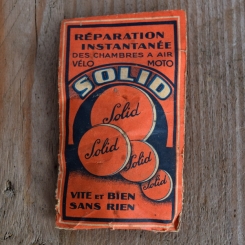 RÉPARATION
INSTANTANÉE
DES CHAMBRES A AIR
VÉLO MOTO
SOLID
Solid
Solid
Solid
Solid
VITE ET BIEN
SANS RIEN